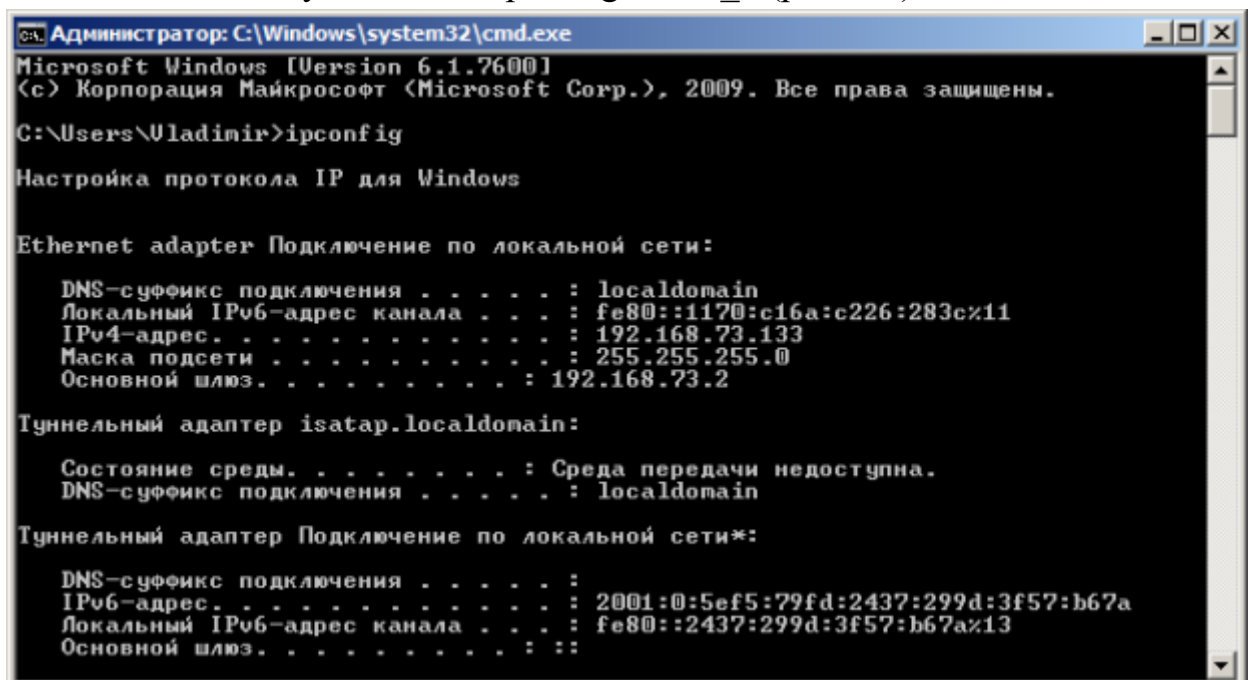 Администратор: C:\Windows\system32\cmd.exe
Microsoft Windows [Version 6.1.7600]
(c) Корпорация Майкрософт (Microsoft Corp.), 2009. Все права защищены.
C:\Users\Vladimir>ipconfig
Настройка протокола IP для Windows
Ethernet adapter Подключение по локальной сети:
DNS-суффикс подключения . . . . . : localdomain
Локальный IPv6-адрес канала . . . : fe80::1170:c16a:c226:283c%11
IPv4-адрес. . . . . . . . . . . . : 192.168.73.133
Маска подсети . . . . . . . . . . : 255.255.255.0
Основной шлюз. . . . . . . . . : 192.168.73.2
Туннельный адаптер isatap.localdomain:
Состояние среды. . . . . . . . : Среда передачи недоступна.
DNS-суффикс подключения . . . . . : localdomain
Туннельный адаптер Подключение по локальной сети*:
DNS-суффикс подключения . . . . . :
IPv6-адрес. . . . . . . . . . . . : 2001:0:5ef5:79fd:2437:299d:3f57:b67a
Локальный IPv6-адрес канала . . . : fe80::2437:299d:3f57:b67a%13
Основной шлюз. . . . . . . . . : ::